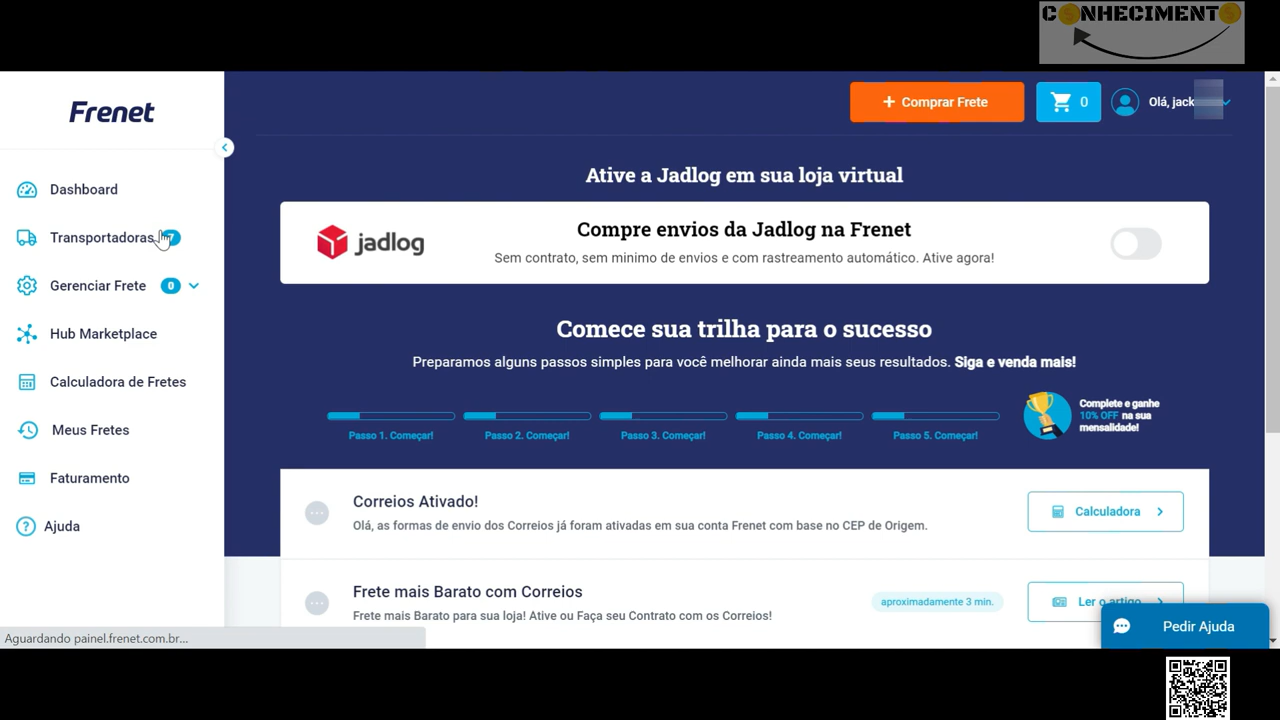 CONHECIMENTO
Frenet
+ Comprar Frete
0
Olá, jack
Dashboard
Transportadoras 7
Gerenciar Frete 0
Hub Marketplace
Calculadora de Fretes
Meus Fretes
Faturamento
Ajuda
Ative a Jadlog em sua loja virtual
jadlog
Compre envios da Jadlog na Frenet
Sem contrato, sem minimo de envios e com rastreamento automático. Ative agora!
Comece sua trilha para o sucesso
Preparamos alguns passos simples para você melhorar ainda mais seus resultados. Siga e venda mais!
Passo 1. Começar!
Passo 2. Começar!
Passo 3. Começar!
Passo 4. Começar!
Passo 5. Começar!
Complete e ganhe
10% OFF na sua
mensalidade!
Correios Ativado!
Olá, as formas de envio dos Correios já foram ativadas em sua conta Frenet com base no CEP de Origem.
Calculadora
Frete mais Barato com Correios
Frete mais Barato para sua loja! Ative ou Faça seu Contrato com os Correios!
aproximadamente 3 min.
Ler o artigo
Pedir Ajuda
Aguardando painel.frenet.com.br...